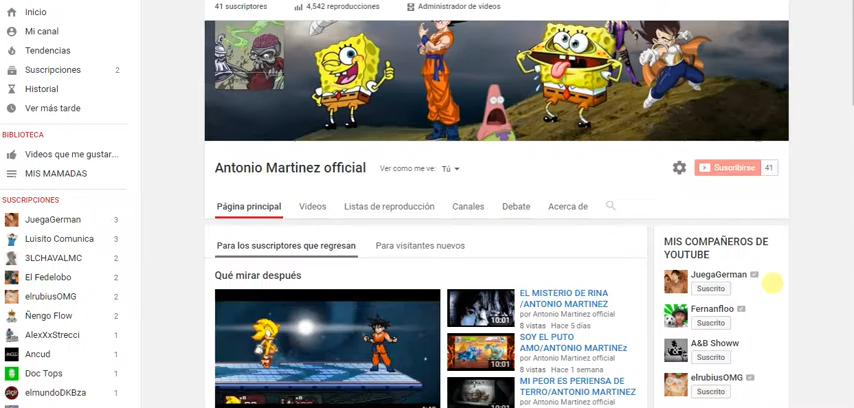 41 suscriptores
4,542 reproducciones
Administrador de videos
Inicio
Mi canal
Tendencias
Suscripciones 2
Historial
Ver más tarde
BIBLIOTECA
Videos que me gustar...
MIS MAMADAS
SUSCRIPCIONES
JuegaGerman 3
Luisito Comunica 3
3LCHAVALMC 2
El Fedelobo 2
elrubiusOMG 2
Ñengo Flow 2
AlexXxStrecci 1
Ancud 1
Doc Tops 1
elmundoDKBza 1
Antonio Martinez official
Ver como me ve: Tú
Suscribirse 41
Página principal Videos Listas de reproducción Canales Debate Acerca de
Para los suscriptores que regresan Para visitantes nuevos
Qué mirar después
EL MISTERIO DE RINA
/ANTONIO MARTINEZ
por Antonio Martinez official
8 vistas Hace 5 días
10:01
SOY EL PUTO
AMO/ANTONIO MARTINEz
por Antonio Martinez official
8 vistas Hace 1 semana
10:01
MI PEOR ES PERIENSA DE
TERRO/ANTONIO MARTINEZ
por Antonio Martinez official
10:01
MIS COMPAÑEROS DE
YOUTUBE
JuegaGerman
Suscrito
Fernanfloo
Suscrito
A&B Showw
Suscrito
elrubiusOMG
Suscrito